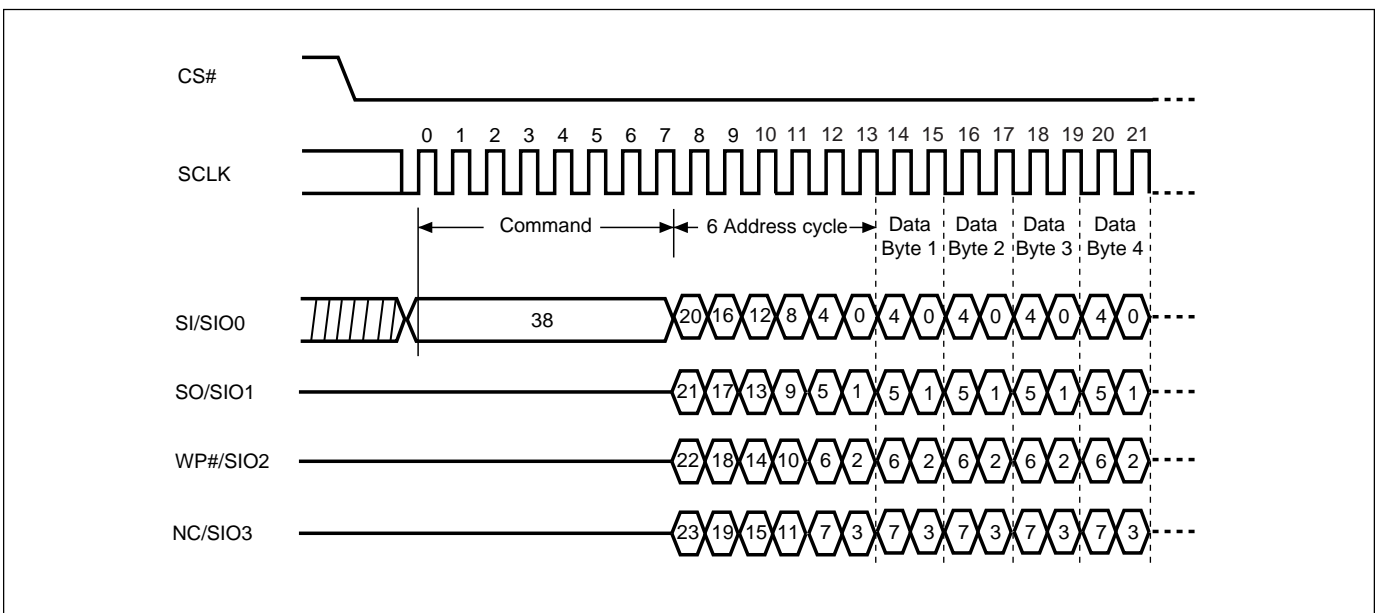 CS#
0 1 2 3 4 5 6 7 8 9 10 11 12 13 14 15 16 17 18 19 20 21
SCLK
Command 6 Address cycle Data Data Data Data
Byte 1 Byte 2 Byte 3 Byte 4
SI/SIO0 38 20 16 12 8 4 0 4 0 4 0 4 0 4 0
SO/SIO1 21 17 13 9 5 1 5 1 5 1 5 1 5 1
WP#/SIO2 22 18 14 10 6 2 6 2 6 2 6 2 6 2
NC/SIO3 23 19 15 11 7 3 7 3 7 3 7 3 7 3